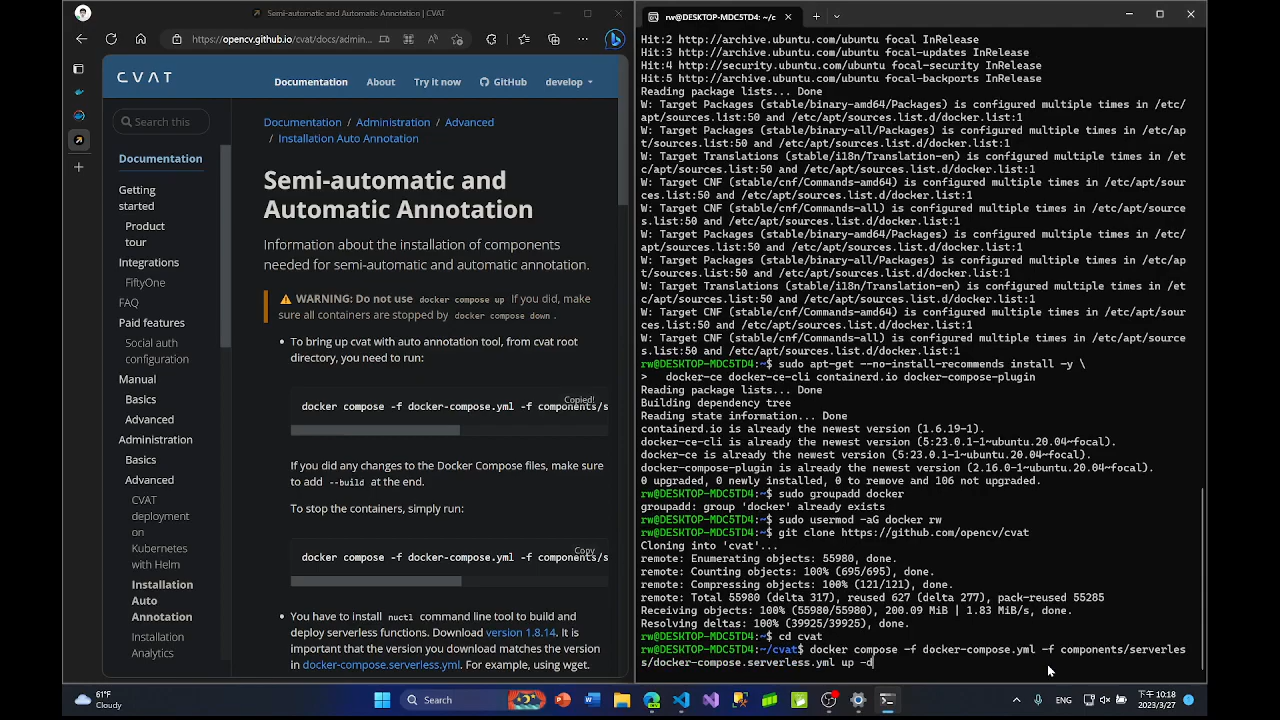 Semi-automatic and Automatic Annotation | CVAT
https://opencv.github.io/cvat/docs/admin...
CVAT
Documentation
About
Try it now
GitHub
develop
Search this
Documentation
Getting
started
Product
tour
Integrations
FiftyOne
FAQ
Paid features
Social auth
configuration
Manual
Basics
Advanced
Administration
Basics
Advanced
CVAT
deployment
on
Kubernetes
with Helm
Installation
Auto
Annotation
Installation
Analytics
Documentation / Administration / Advanced
/ Installation Auto Annotation
Semi-automatic and
Automatic Annotation
Information about the installation of components
needed for semi-automatic and automatic annotation.
WARNING: Do not use docker compose up If you did, make
sure all containers are stopped by docker compose down .
To bring up cvat with auto annotation tool, from cvat root
directory, you need to run:
Copied!
docker compose -f docker-compose.yml -f components/s
If you did any changes to the Docker Compose files, make sure
to add --build at the end.
To stop the containers, simply run:
Copy
docker compose -f docker-compose.yml -f components/s
You have to install nuctl command line tool to build and
deploy serverless functions. Download version 1.8.14. It is
important that the version you download matches the version
in docker-compose.serverless.yml. For example, using wget.
rw@DESKTOP-MDC5TD4: ~/c
Hit:2 http://archive.ubuntu.com/ubuntu focal InRelease
Hit:3 http://archive.ubuntu.com/ubuntu focal-updates InRelease
Hit:4 http://security.ubuntu.com/ubuntu focal-security InRelease
Hit:5 http://archive.ubuntu.com/ubuntu focal-backports InRelease
Reading package lists... Done
W: Target Packages (stable/binary-amd64/Packages) is configured multiple times in /etc/ap
t/sources.list:50 and /etc/apt/sources.list.d/docker.list:1
W: Target Packages (stable/binary-all/Packages) is configured multiple times in /etc/apt/
sources.list:50 and /etc/apt/sources.list.d/docker.list:1
W: Target Translations (stable/i18n/Translation-en) is configured multiple times in /etc/
apt/sources.list:50 and /etc/apt/sources.list.d/docker.list:1
W: Target CNF (stable/cnf/Commands-amd64) is configured multiple times in /etc/apt/source
s.list:50 and /etc/apt/sources.list.d/docker.list:1
W: Target CNF (stable/cnf/Commands-all) is configured multiple times in /etc/apt/sources.
list:50 and /etc/apt/sources.list.d/docker.list:1
W: Target Packages (stable/binary-amd64/Packages) is configured multiple times in /etc/ap
t/sources.list:50 and /etc/apt/sources.list.d/docker.list:1
W: Target Packages (stable/binary-all/Packages) is configured multiple times in /etc/apt/
sources.list:50 and /etc/apt/sources.list.d/docker.list:1
W: Target Translations (stable/i18n/Translation-en) is configured multiple times in /etc/
apt/sources.list:50 and /etc/apt/sources.list.d/docker.list:1
W: Target CNF (stable/cnf/Commands-amd64) is configured multiple times in /etc/apt/source
s.list:50 and /etc/apt/sources.list.d/docker.list:1
W: Target CNF (stable/cnf/Commands-all) is configured multiple times in /etc/apt/sources.
list:50 and /etc/apt/sources.list.d/docker.list:1
rw@DESKTOP-MDC5TD4:~$ sudo apt-get --no-install-recommends install -y \
> docker-ce docker-ce-cli containerd.io docker-compose-plugin
Reading package lists... Done
Building dependency tree
Reading state information... Done
containerd.io is already the newest version (1.6.19-1).
docker-ce-cli is already the newest version (5:23.0.1-1~ubuntu.20.04~focal).
docker-ce is already the newest version (5:23.0.1-1~ubuntu.20.04~focal).
docker-compose-plugin is already the newest version (2.16.0-1~ubuntu.20.04~focal).
0 upgraded, 0 newly installed, 0 to remove and 106 not upgraded.
rw@DESKTOP-MDC5TD4:~$ sudo groupadd docker
groupadd: group 'docker' already exists
rw@DESKTOP-MDC5TD4:~$ sudo usermod -aG docker rw
rw@DESKTOP-MDC5TD4:~$ git clone https://github.com/opencv/cvat
Cloning into 'cvat'...
remote: Enumerating objects: 55980, done.
remote: Counting objects: 100% (695/695), done.
remote: Compressing objects: 100% (121/121), done.
remote: Total 55980 (delta 317), reused 627 (delta 277), pack-reused 55285
Receiving objects: 100% (55980/55980), 200.09 MiB | 1.83 MiB/s, done.
Resolving deltas: 100% (39925/39925), done.
rw@DESKTOP-MDC5TD4:~$ cd cvat
rw@DESKTOP-MDC5TD4:~/cvat$ docker compose -f docker-compose.yml -f components/serverles
s/docker-compose.serverless.yml up -d
61°F
Cloudy
Search
ENG
下午 10:18
2023/3/27